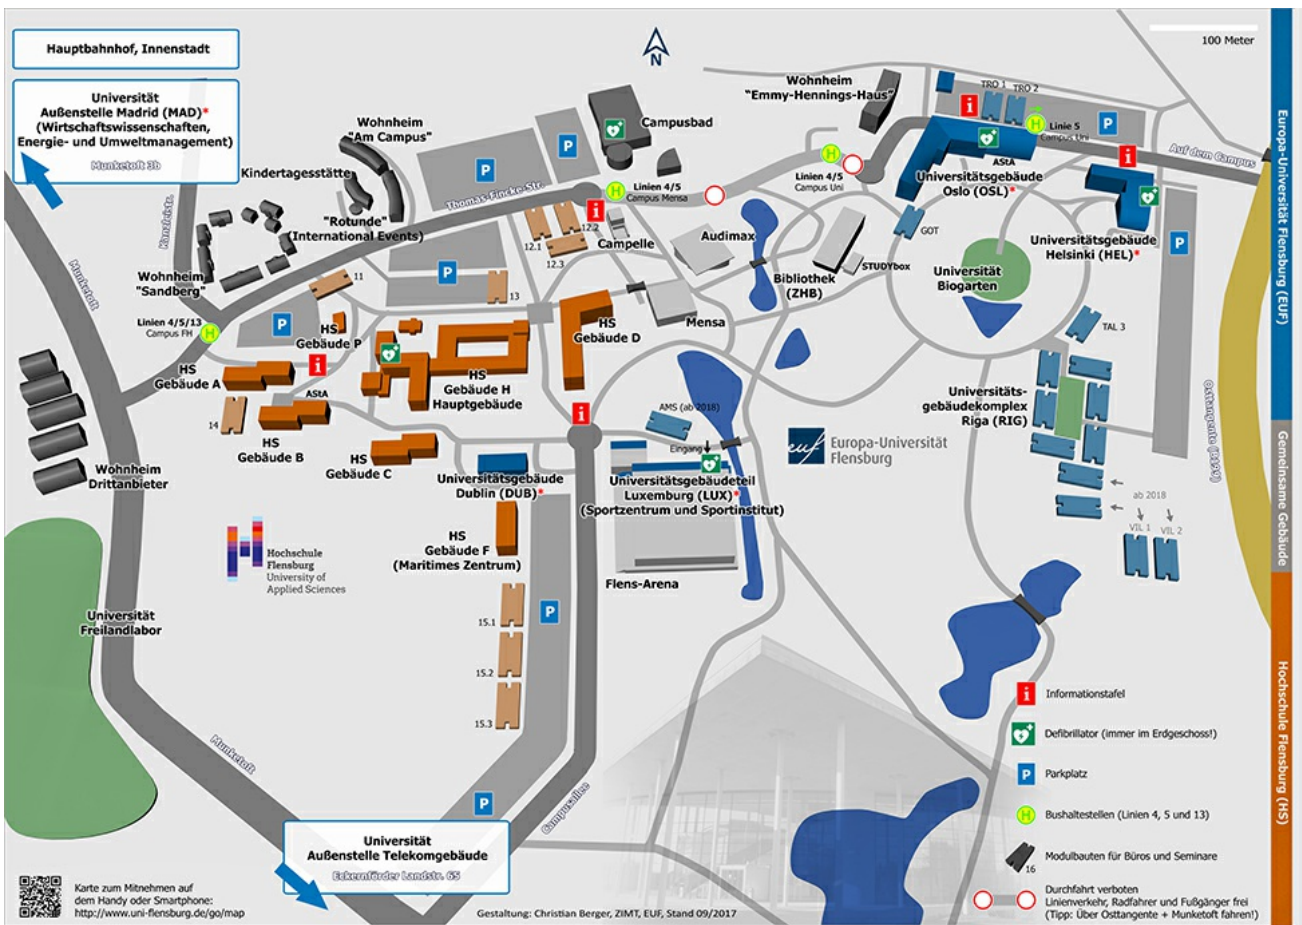 Hauptbahnhof, Innenstadt
Universität
Außenstelle Madrid (MAD)*
(Wirtschaftswissenschaften,
Energie- und Umweltmanagement)
Munketoft 3b
N
100 Meter
Wohnheim
"Emmy-Hennings-Haus"
TRO 1
TRO 2
i
H
Linie 5
Campus Uni
P
AStA
i
Auf dem Campus
Universitätsgebäude
Oslo (OSL)*
Universitätsgebäude
Helsinki (HEL)*
P
GOT
Campusbad
P
P
Wohnheim
"Am Campus"
Kindertagesstätte
"Rotunde"
(International Events)
Thomas-Fincke-Str.
H
Linien 4/5
Campus Mensa
H
Linien 4/5
Campus Uni
i
12.1
12.2
12.3
Campelle
Audimax
Bibliothek
(ZHB)
STUDYbox
Universität
Biogarten
Kanzleistr.
Munketoft
Wohnheim
"Sandberg"
11
P
13
Linien 4/5/13
Campus FH
H
P
HS
Gebäude P
HS
Gebäude D
Mensa
TAL 3
HS
Gebäude A
i
AStA
HS
Gebäude H
Hauptgebäude
14
HS
Gebäude B
HS
Gebäude C
i
AMS (ab 2018)
Eingang
Universitäts-
gebäudekomplex
Riga (RIG)
Osttangente (B199)
euf
Europa-Universität
Flensburg
Wohnheim
Drittanbieter
Universitätsgebäude
Dublin (DUB)*
Universitätsgebäudeteil
Luxemburg (LUX)*
(Sportzentrum und Sportinstitut)
ab 2018
VIL 1
VIL 2
HS
Gebäude F
(Maritimes Zentrum)
Flens-Arena
Hochschule
Flensburg
University of
Applied Sciences
Universität
Freilandlabor
15.1
P
15.2
15.3
Munketoft
P
Campusallee
Universität
Außenstelle Telekomgebäude
Eckernförder Landstr. 65
i
Informationstafel
Defibrillator (immer im Erdgeschoss!)
P
Parkplatz
H
Bushaltestellen (Linien 4, 5 und 13)
Modulbauten für Büros und Seminare
16
Durchfahrt verboten
Linienverkehr, Radfahrer und Fußgänger frei
(Tipp: Über Osttangente + Munketoft fahren!)
Karte zum Mitnehmen auf
dem Handy oder Smartphone:
http://www.uni-flensburg.de/go/map
Gestaltung: Christian Berger, ZIMT, EUF, Stand 09/2017
Europa-Universität Flensburg (EUF)
Gemeinsame Gebäude
Hochschule Flensburg (HS)